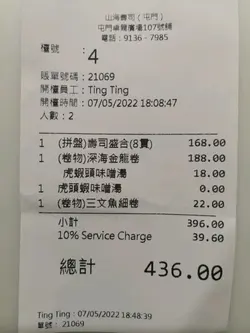 山海壽司（屯門）
屯門卓爾廣場107號舖
電話：9136 - 7985
檯號：
4
賬單號碼：21069
開檯員工：Ting Ting
開檯時間：07/05/2022 18:08:47
人數：2
1 (拼盤)壽司盛合(8貫) 168.00
1 (卷物)深海金龍卷 188.00
虎蝦頭味噌湯 18.00
1 虎頭蝦味噌湯 0.00
1 (卷物)三文魚細卷 22.00
小計 396.00
10% Service Charge 39.60
總計 436.00
Ting Ting : 07/05/2022 18:48:39
單號： 21069